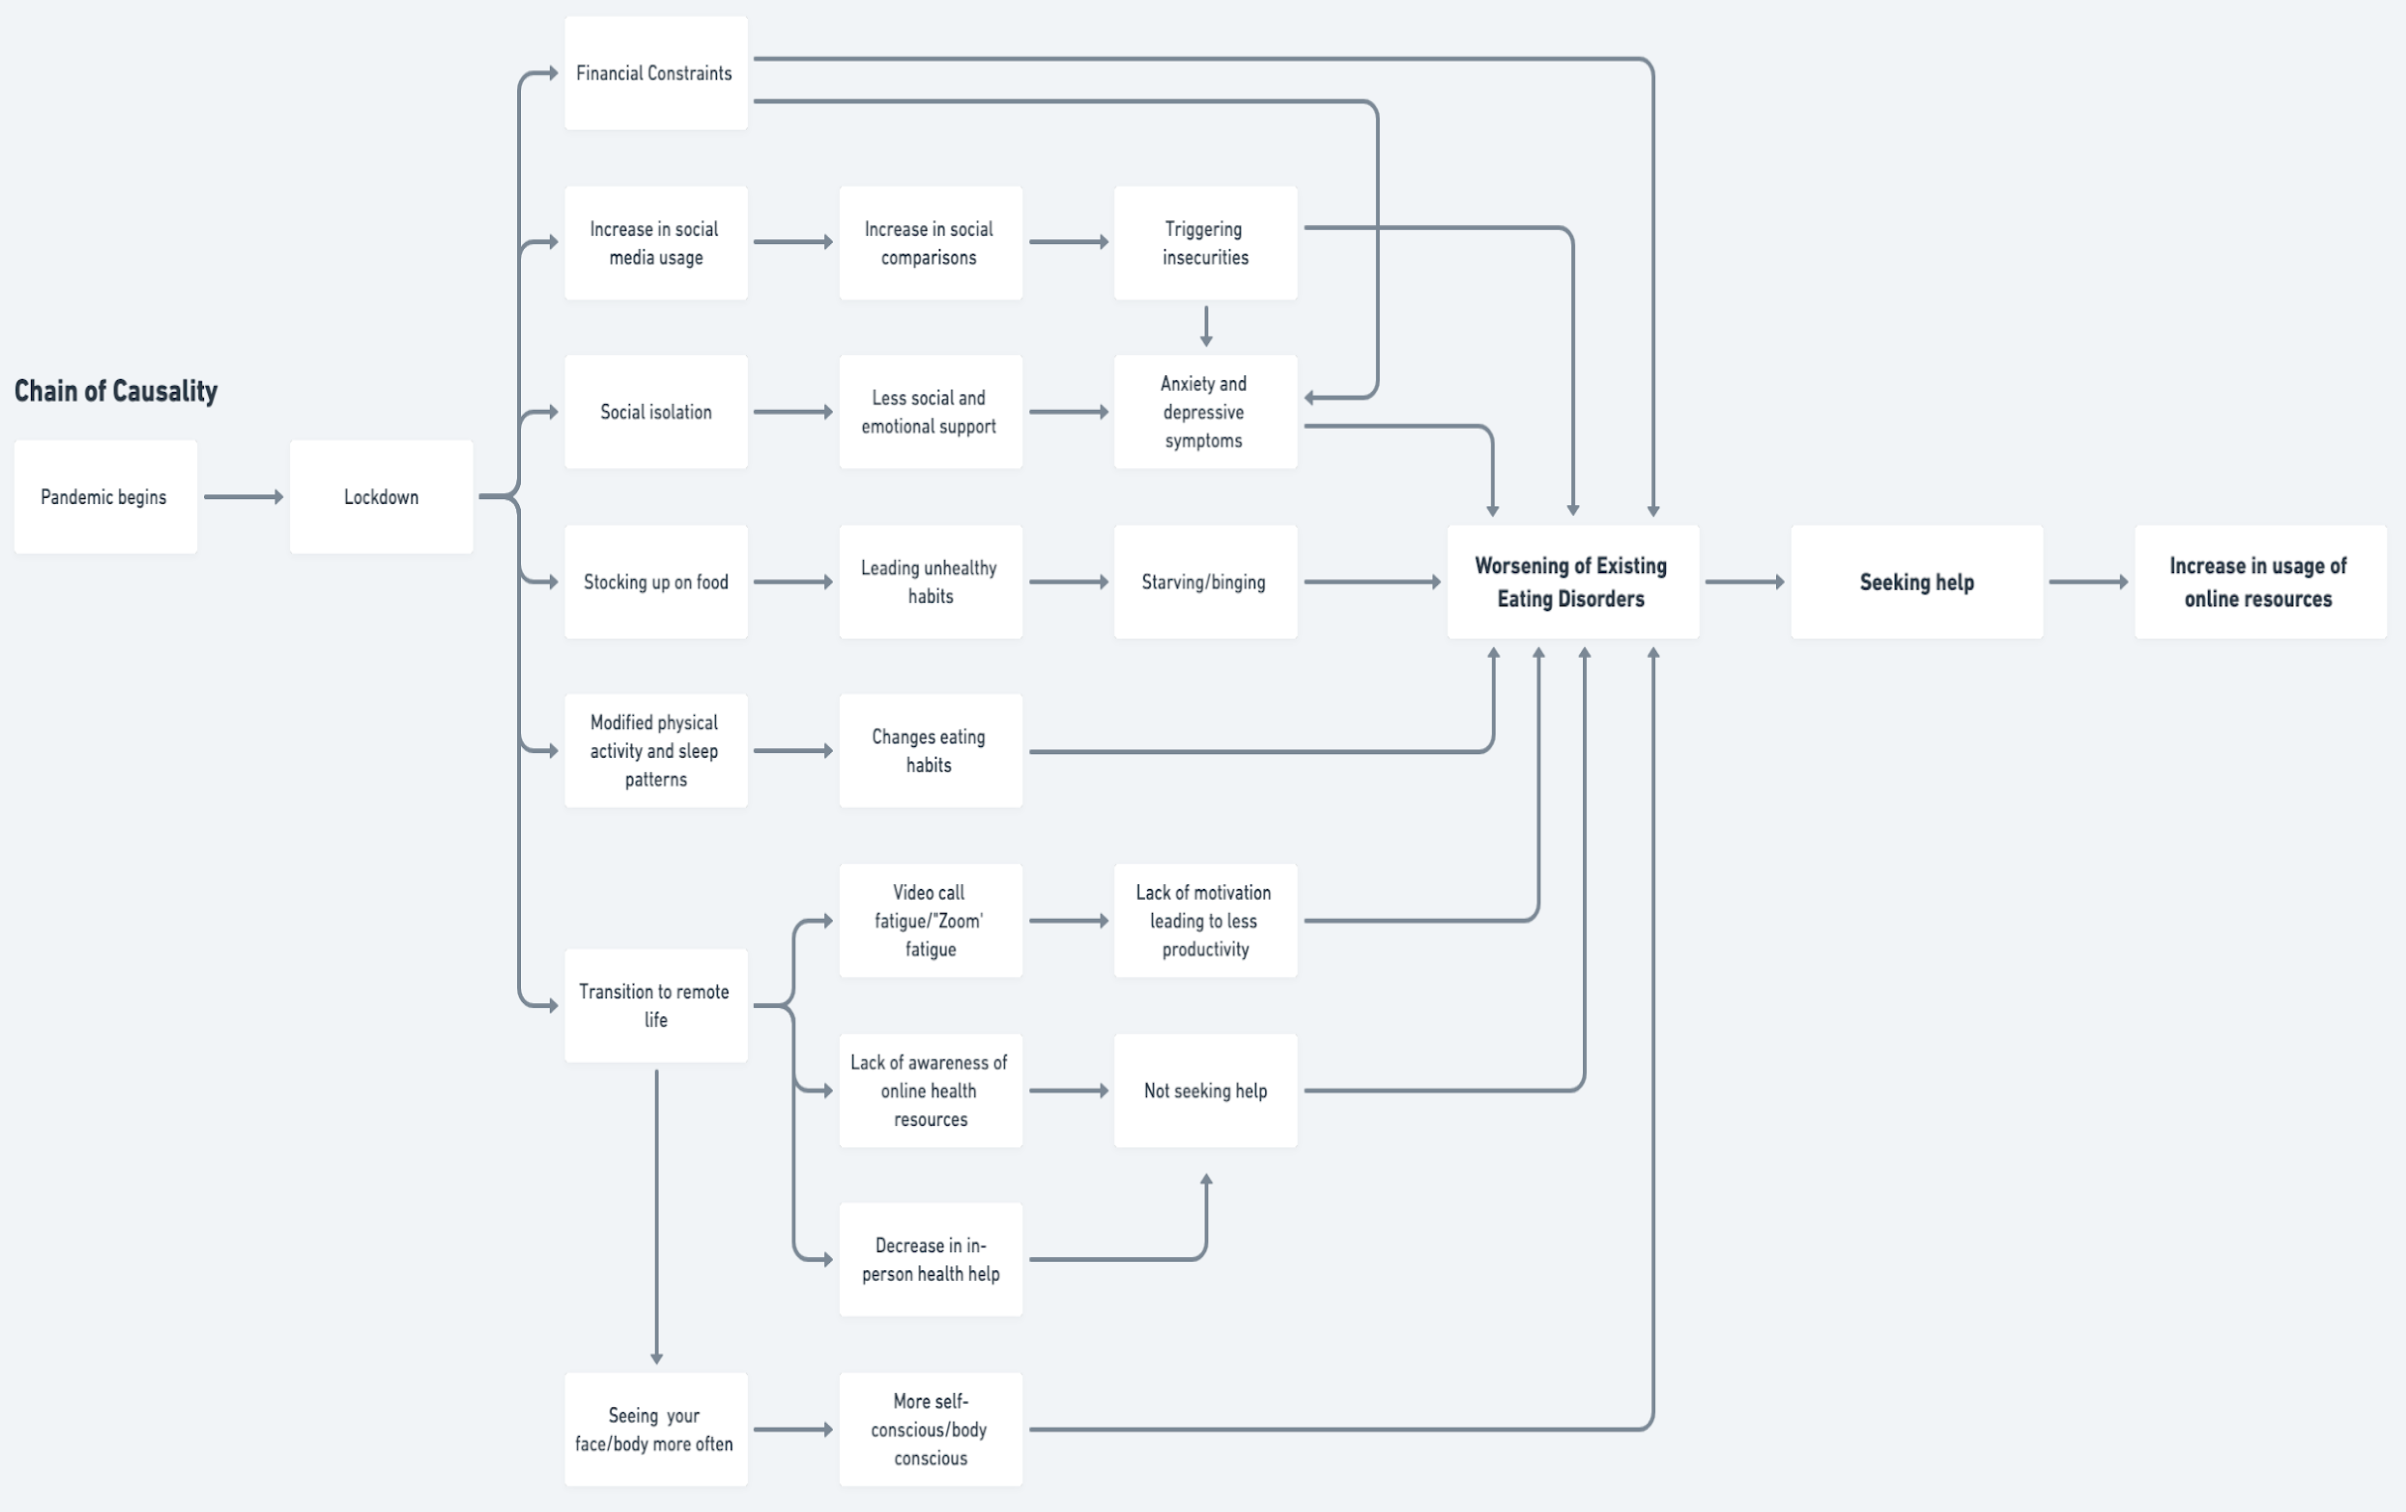 Chain of Causality
Pandemic begins
Lockdown
Financial Constraints
Increase in social
media usage
Increase in social
comparisons
Triggering
insecurities
Social isolation
Less social and
emotional support
Anxiety and
depressive
symptoms
Stocking up on food
Leading unhealthy
habits
Starving/binging
Worsening of Existing
Eating Disorders
Seeking help
Increase in usage of
online resources
Modified physical
activity and sleep
patterns
Changes eating
habits
Transition to remote
life
Video call
fatigue/"Zoom'
fatigue
Lack of motivation
leading to less
productivity
Lack of awareness of
online health
resources
Not seeking help
Decrease in in-
person health help
Seeing your
face/body more often
More self-
conscious/body
conscious